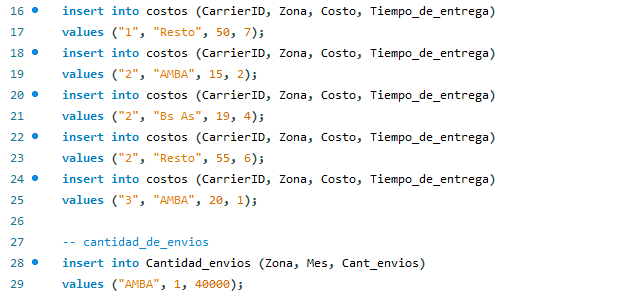 16 insert into costos (CarrierID, Zona, Costo, Tiempo_de_entrega)
17 values ("1", "Resto", 50, 7);
18 insert into costos (CarrierID, Zona, Costo, Tiempo_de_entrega)
19 values ("2", "AMBA", 15, 2);
20 insert into costos (CarrierID, Zona, Costo, Tiempo_de_entrega)
21 values ("2", "Bs As", 19, 4);
22 insert into costos (CarrierID, Zona, Costo, Tiempo_de_entrega)
23 values ("2", "Resto", 55, 6);
24 insert into costos (CarrierID, Zona, Costo, Tiempo_de_entrega)
25 values ("3", "AMBA", 20, 1);
26
27 -- cantidad_de_envios
28 insert into Cantidad_envios (Zona, Mes, Cant_envios)
29 values ("AMBA", 1, 40000);